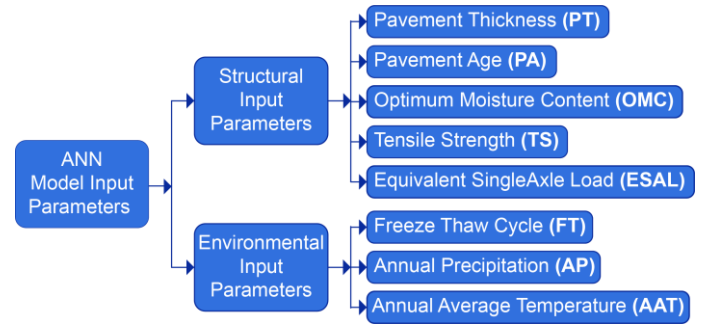 ANN
Model Input
Parameters
Structural
Input
Parameters
Pavement Thickness (PT)
Pavement Age (PA)
Optimum Moisture Content (OMC)
Tensile Strength (TS)
Equivalent SingleAxle Load (ESAL)
Environmental
Input
Parameters
Freeze Thaw Cycle (FT)
Annual Precipitation (AP)
Annual Average Temperature (AAT)